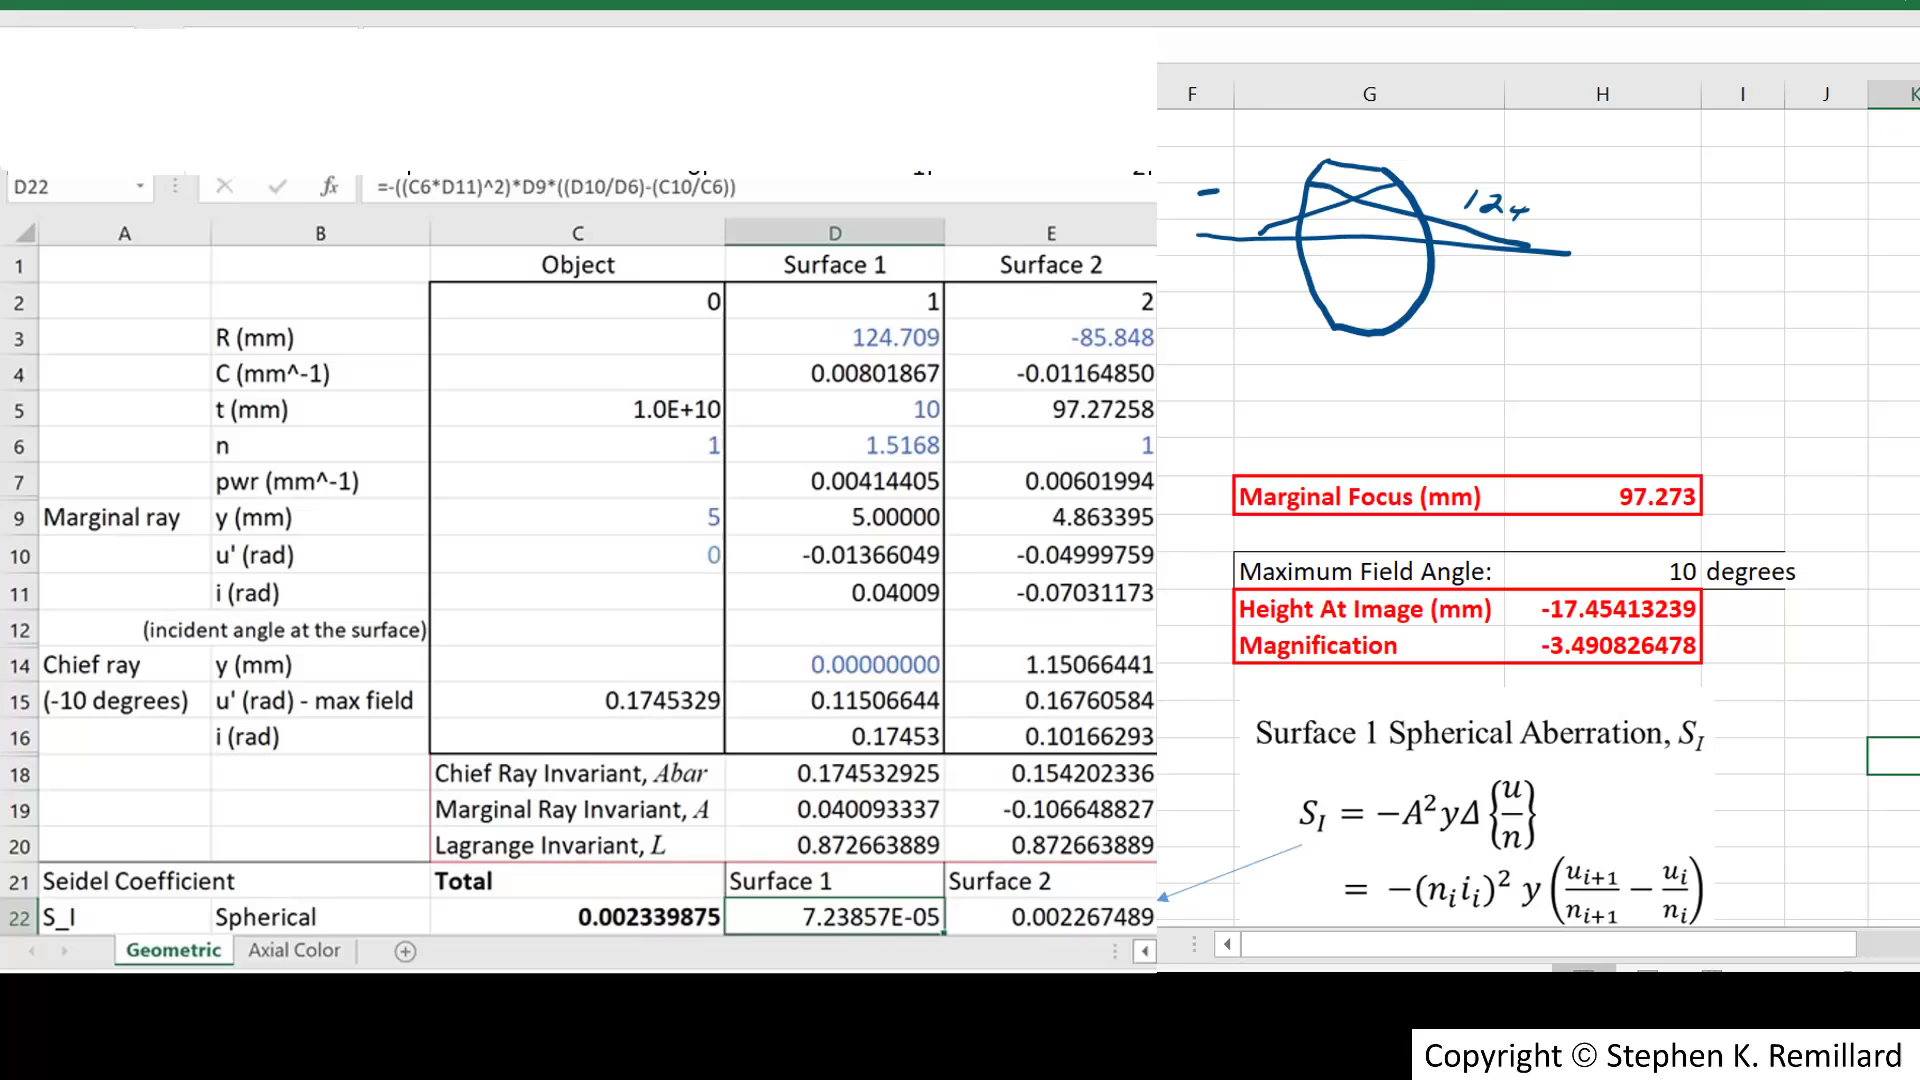 D22 fx =-((C6*D11)^2)*D9*((D10/D6)-(C10/C6))
A B C D E
1 Object Surface 1 Surface 2
2 0 1 2
3 R (mm) 124.709 -85.848
4 C (mm^-1) 0.00801867 -0.01164850
5 t (mm) 1.0E+10 10 97.27258
6 n 1 1.5168 1
7 pwr (mm^-1) 0.00414405 0.00601994
9 Marginal ray y (mm) 5 5.00000 4.863395
10 u' (rad) 0 -0.01366049 -0.04999759
11 i (rad) 0.04009 -0.07031173
12 (incident angle at the surface)
14 Chief ray y (mm) 0.00000000 1.15066441
15 (-10 degrees) u' (rad) - max field 0.1745329 0.11506644 0.16760584
16 i (rad) 0.17453 0.10166293
18 Chief Ray Invariant, Abar 0.174532925 0.154202336
19 Marginal Ray Invariant, A 0.040093337 -0.106648827
20 Lagrange Invariant, L 0.872663889 0.872663889
21 Seidel Coefficient Total Surface 1 Surface 2
22 S_I Spherical 0.002339875 7.23857E-05 0.002267489
Geometric Axial Color
F G H I J K
124
Marginal Focus (mm) 97.273
Maximum Field Angle: 10 degrees
Height At Image (mm) -17.45413239
Magnification -3.490826478
Surface 1 Spherical Aberration, S_I
S_I = −A²yΔ{u/n}
= −(n_i i_i)² y (u_{i+1}/n_{i+1} − u_i/n_i)
Copyright © Stephen K. Remillard